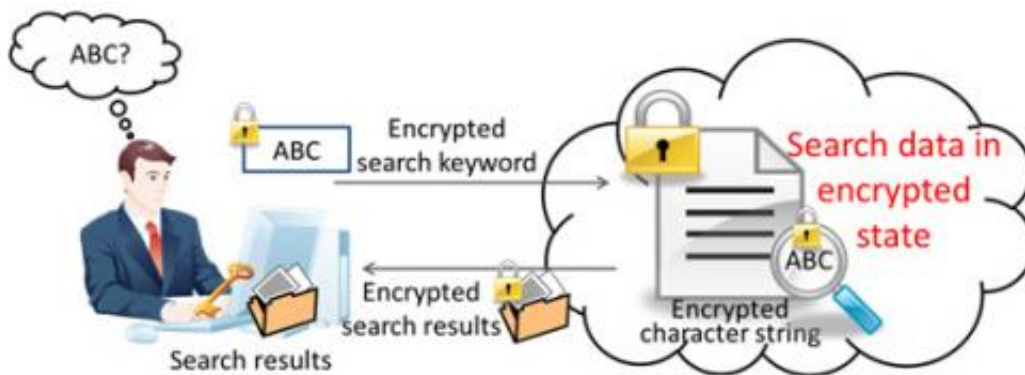 ABC?
ABC
Encrypted
search keyword
Search data in
encrypted
state
ABC
Encrypted
character string
Encrypted
search results
Search results